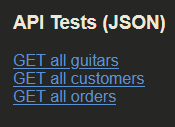 API Tests (JSON)
GET all guitars
GET all customers
GET all orders